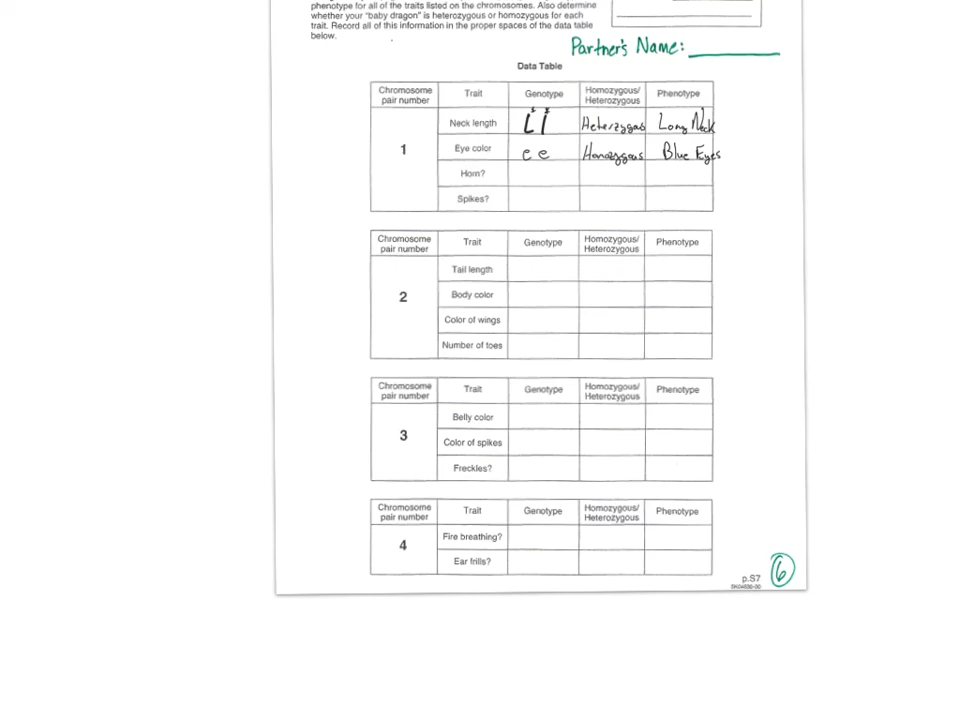 phenotype for all of the traits listed on the chromosomes. Also determine
whether your "baby dragon" is heterozygous or homozygous for each
trait. Record all of this information in the proper spaces of the data table
below.
Partner's Name:
Data Table
Chromosome pair number Trait Genotype Homozygous/ Heterozygous Phenotype
1
Neck length Heterzygous Long Neck
Eye color e e Homozygous Blue Eyes
Horn?
Spikes?
Chromosome pair number Trait Genotype Homozygous/ Heterozygous Phenotype
2
Tail length
Body color
Color of wings
Number of toes
Chromosome pair number Trait Genotype Homozygous/ Heterozygous Phenotype
3
Belly color
Color of spikes
Freckles?
Chromosome pair number Trait Genotype Homozygous/ Heterozygous Phenotype
4
Fire breathing?
Ear frills?
p.S7
6